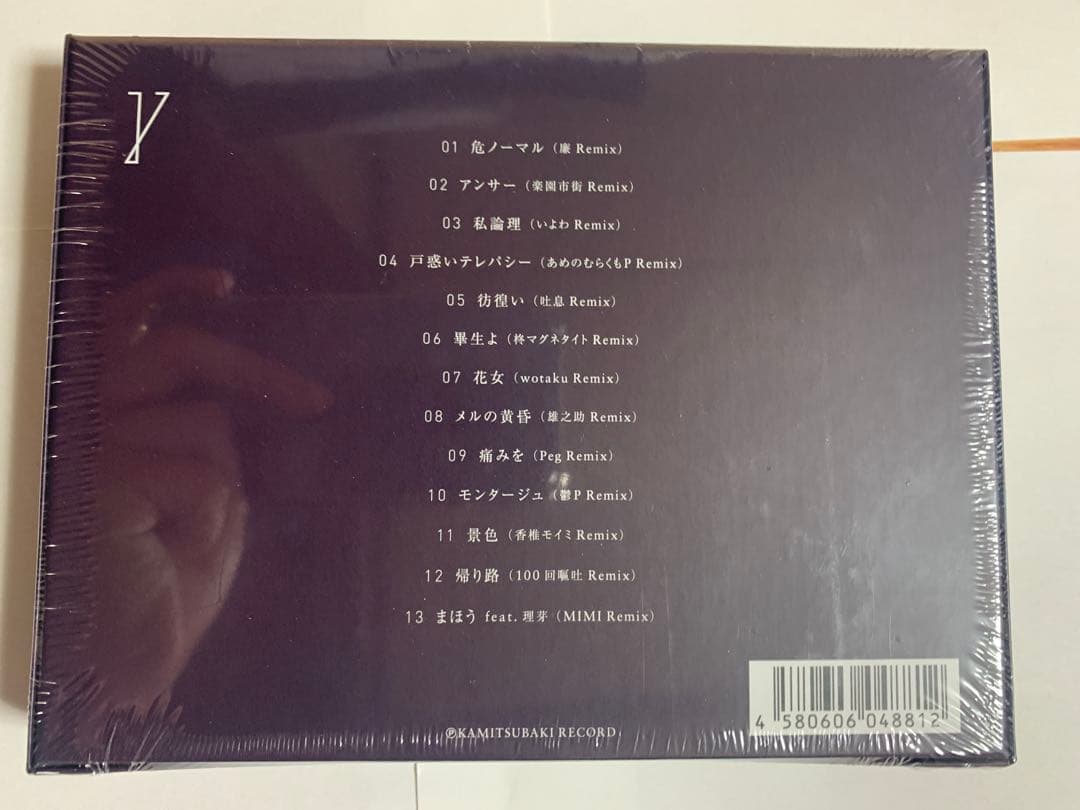 γ
01 危ノーマル（廉 Remix）
02 アンサー（楽園市街 Remix）
03 私論理（いよわ Remix）
04 戸惑いテレパシー（あめのむらくもP Remix）
05 彷徨い（吐息 Remix）
06 畢生よ（柊マグネタイト Remix）
07 花女（wotaku Remix）
08 メルの黄昏（雄之助 Remix）
09 痛みを（Peg Remix）
10 モンタージュ（鬱P Remix）
11 景色（香椎モイミ Remix）
12 帰り路（100回嘔吐 Remix）
13 まほう feat. 理芽（MIMI Remix）
4 580606 048812
℗KAMITSUBAKI RECORD